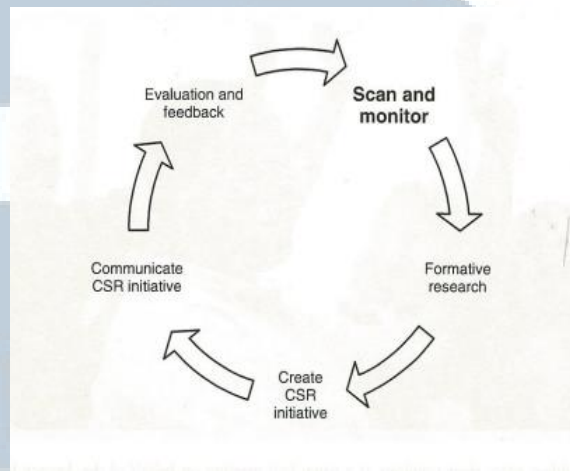 Scan and
monitor
Formative
research
Create
CSR
initiative
Communicate
CSR initiative
Evaluation and
feedback